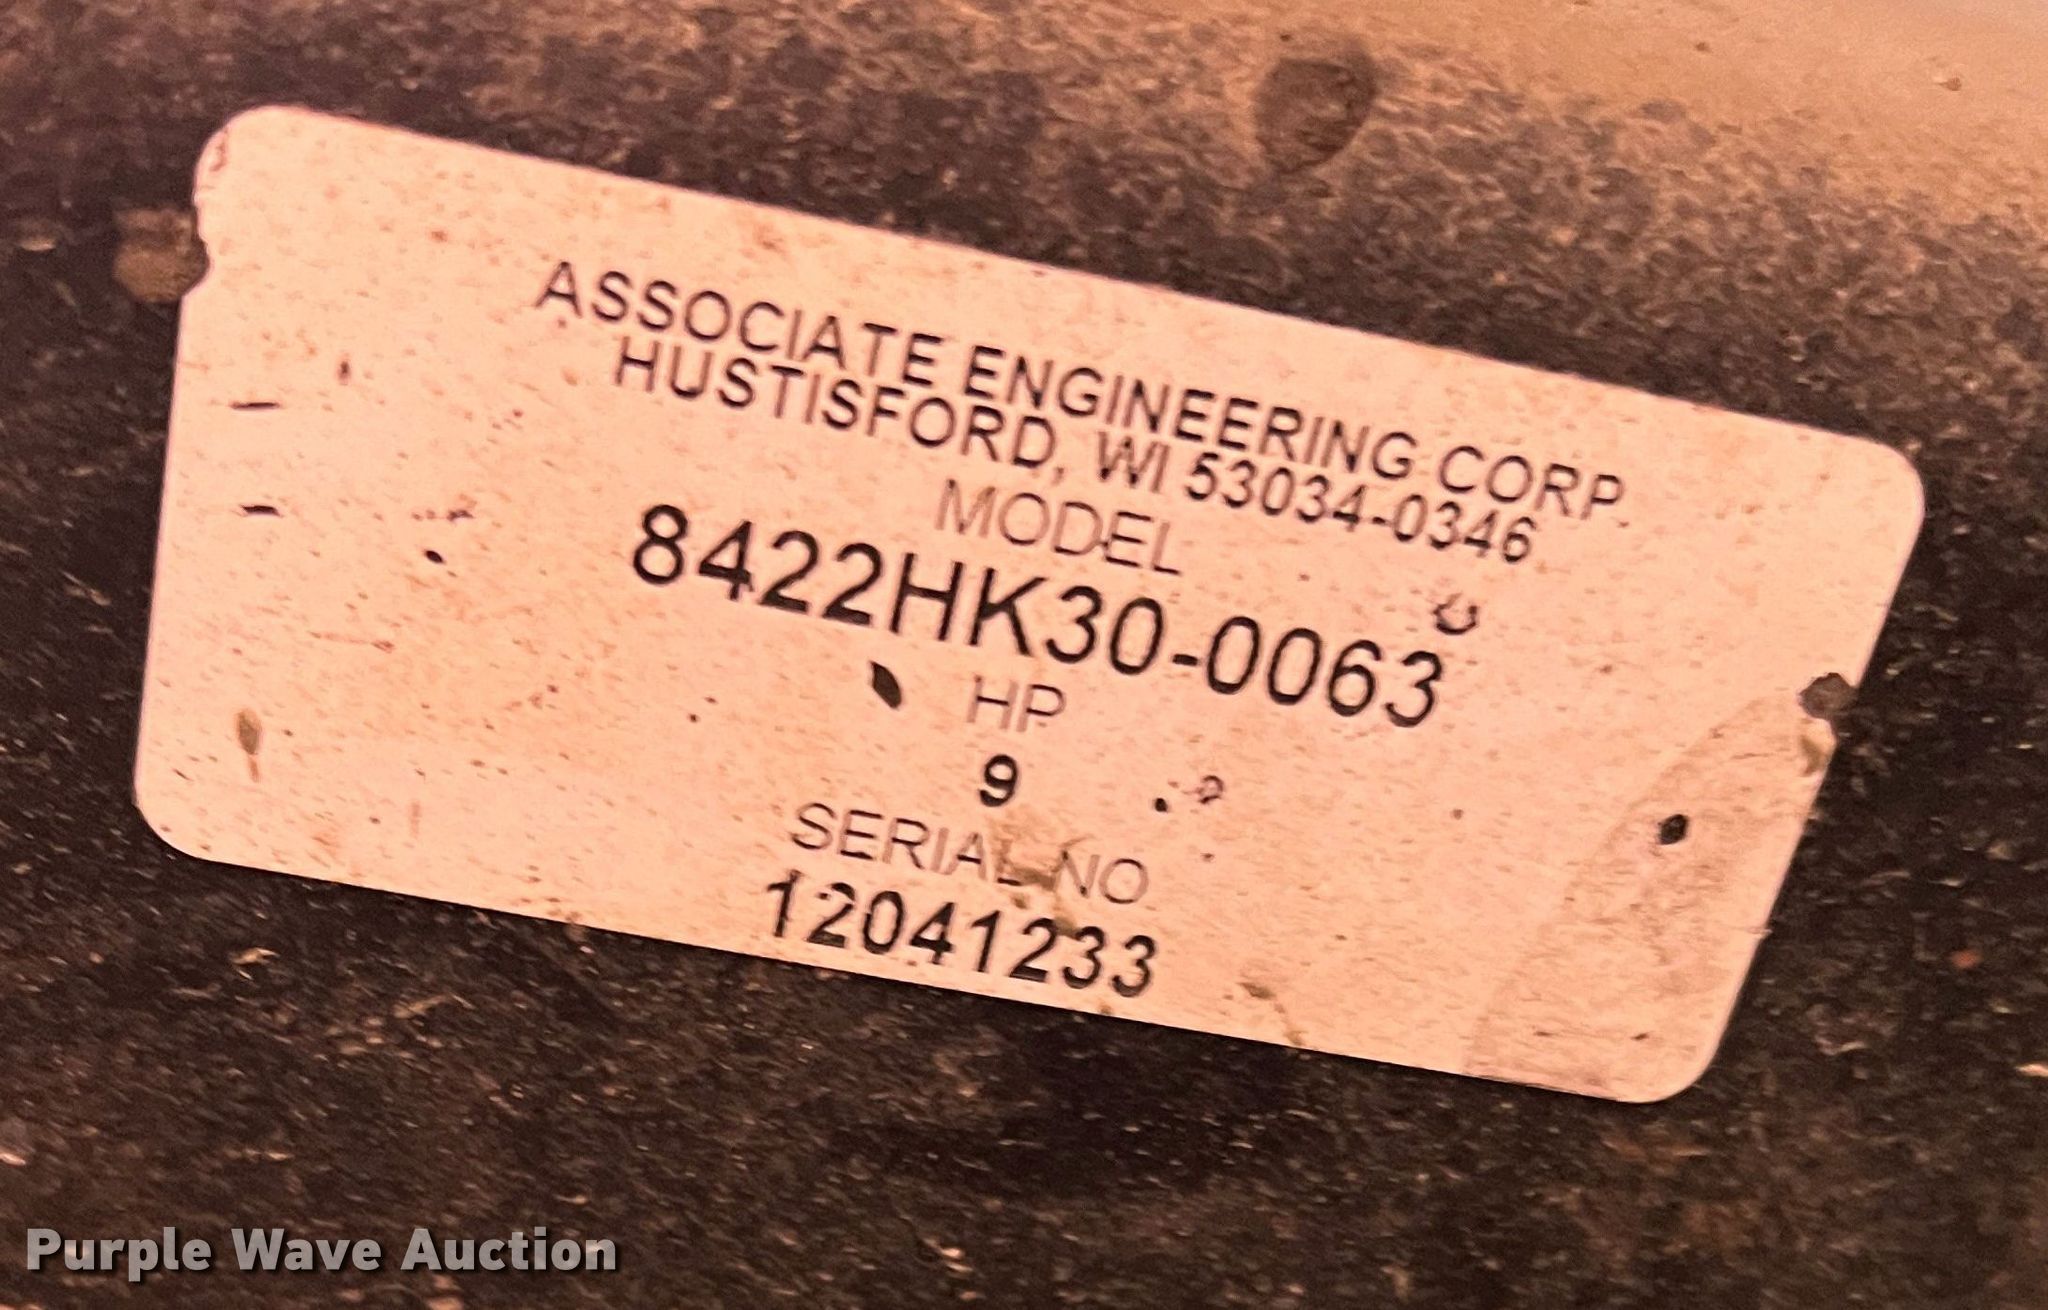 ASSOCIATE ENGINEERING CORP.
HUSTISFORD, WI 53034-0346
MODEL
8422HK30-0063
HP
9
SERIAL NO
12041233
Purple Wave Auction